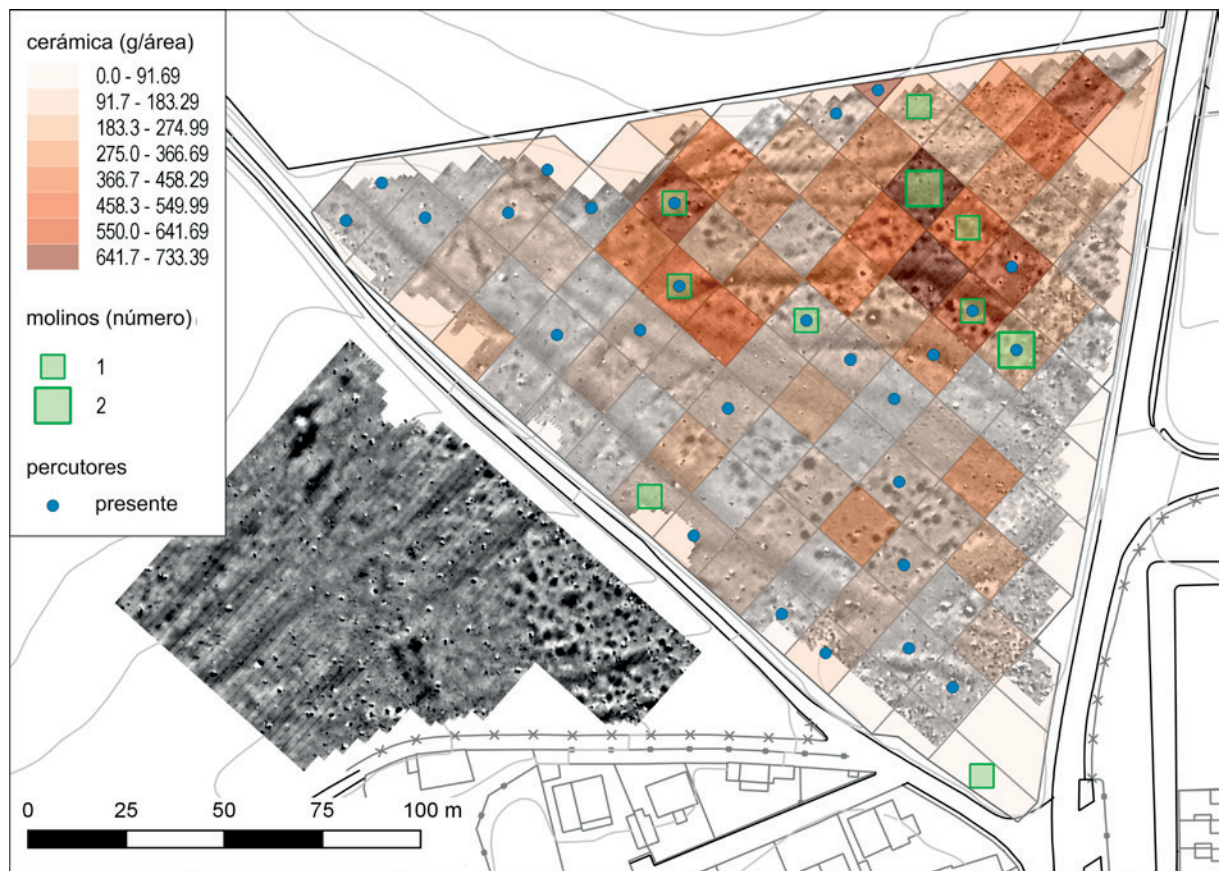 cerámica (g/área)
0.0 - 91.69
91.7 - 183.29
183.3 - 274.99
275.0 - 366.69
366.7 - 458.29
458.3 - 549.99
550.0 - 641.69
641.7 - 733.39
molinos (número)
1
2
percutores
presente
0 25 50 75 100 m